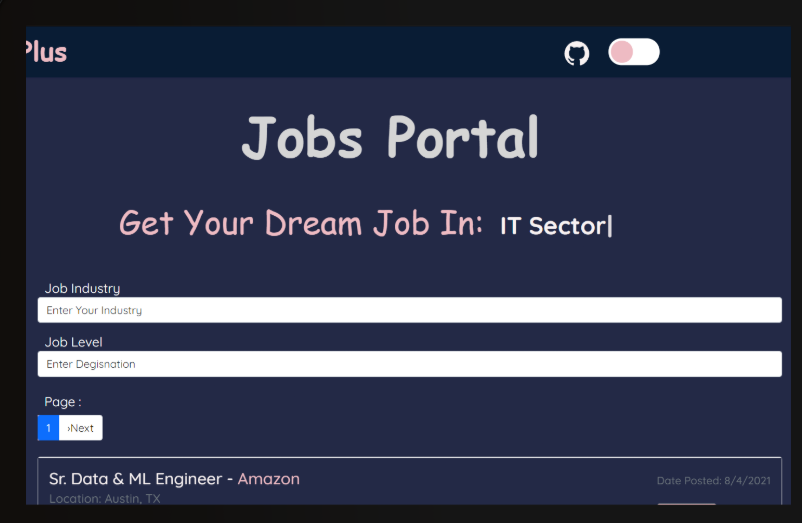 Plus
Jobs Portal
Get Your Dream Job In: IT Sector|
Job Industry
Enter Your Industry
Job Level
Enter Degisnation
Page :
1 ›Next
Sr. Data & ML Engineer - Amazon
Date Posted: 8/4/2021
Location: Austin, TX